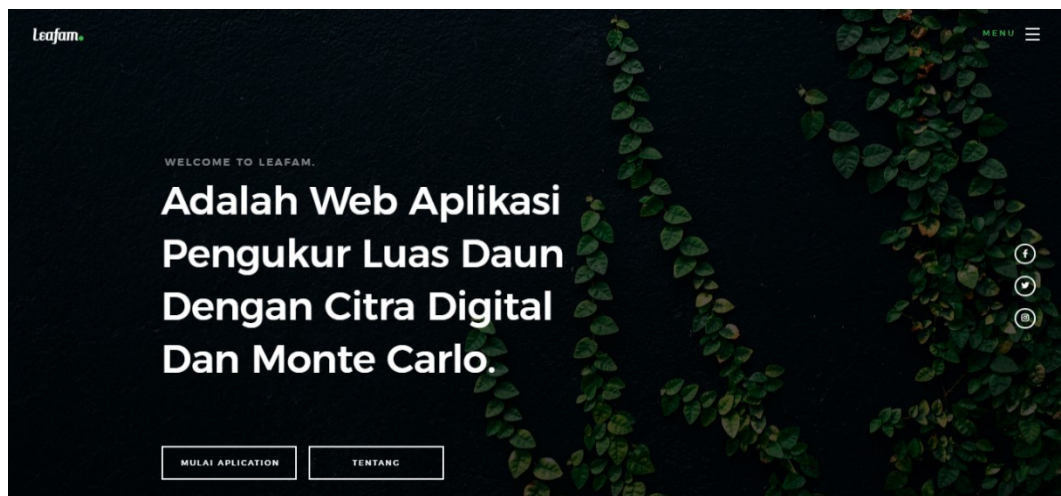 Leafam.
MENU
WELCOME TO LEAFAM.
Adalah Web Aplikasi
Pengukur Luas Daun
Dengan Citra Digital
Dan Monte Carlo.
MULAI APLICATION
TENTANG